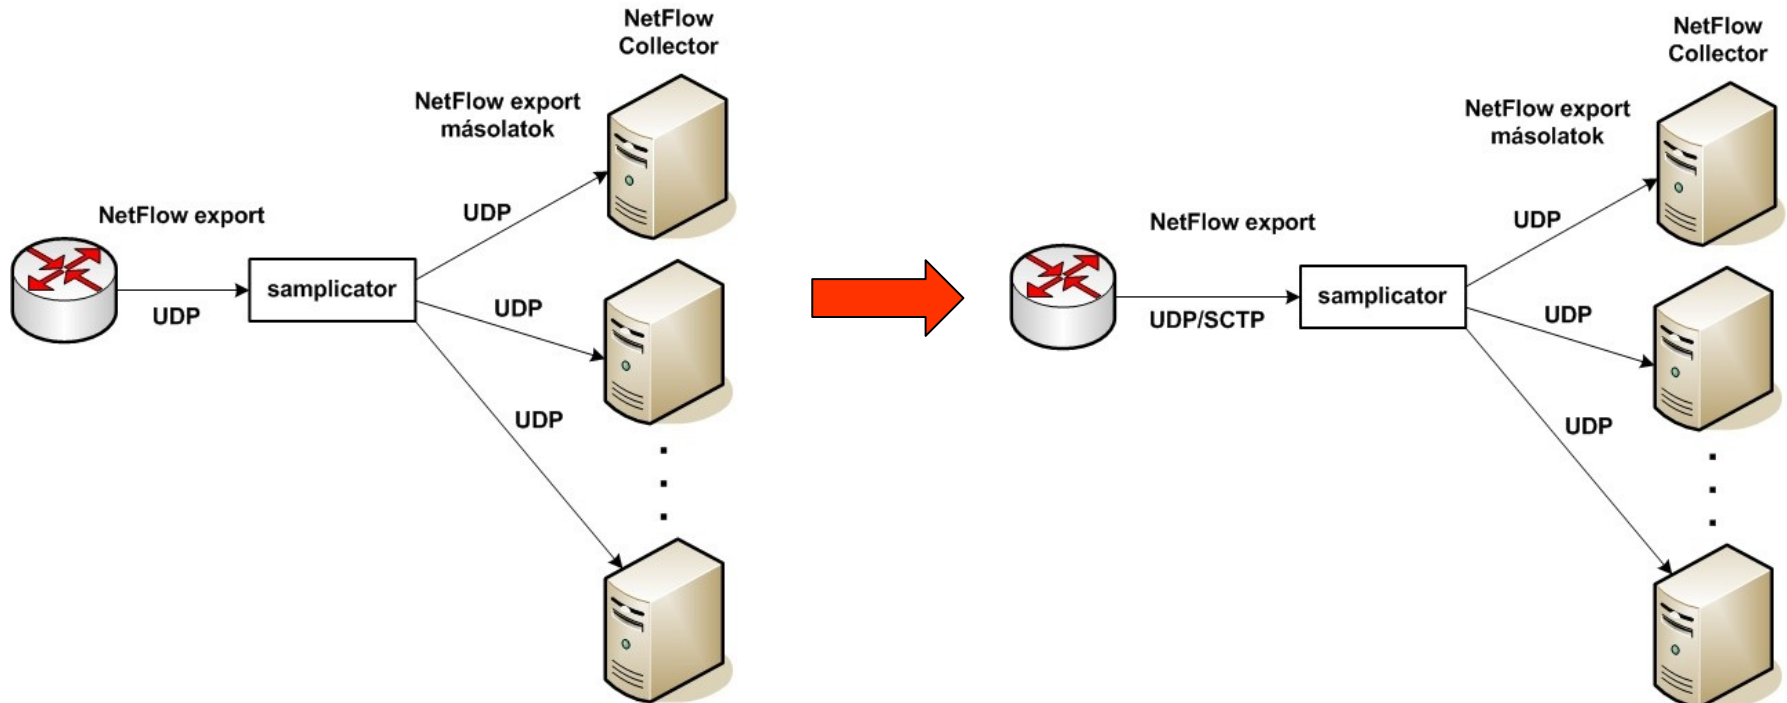 NetFlow
Collector
NetFlow export
másolatok
UDP
NetFlow export
UDP
samplicator
UDP
UDP
NetFlow
Collector
NetFlow export
másolatok
UDP
NetFlow export
UDP/SCTP
samplicator
UDP
UDP